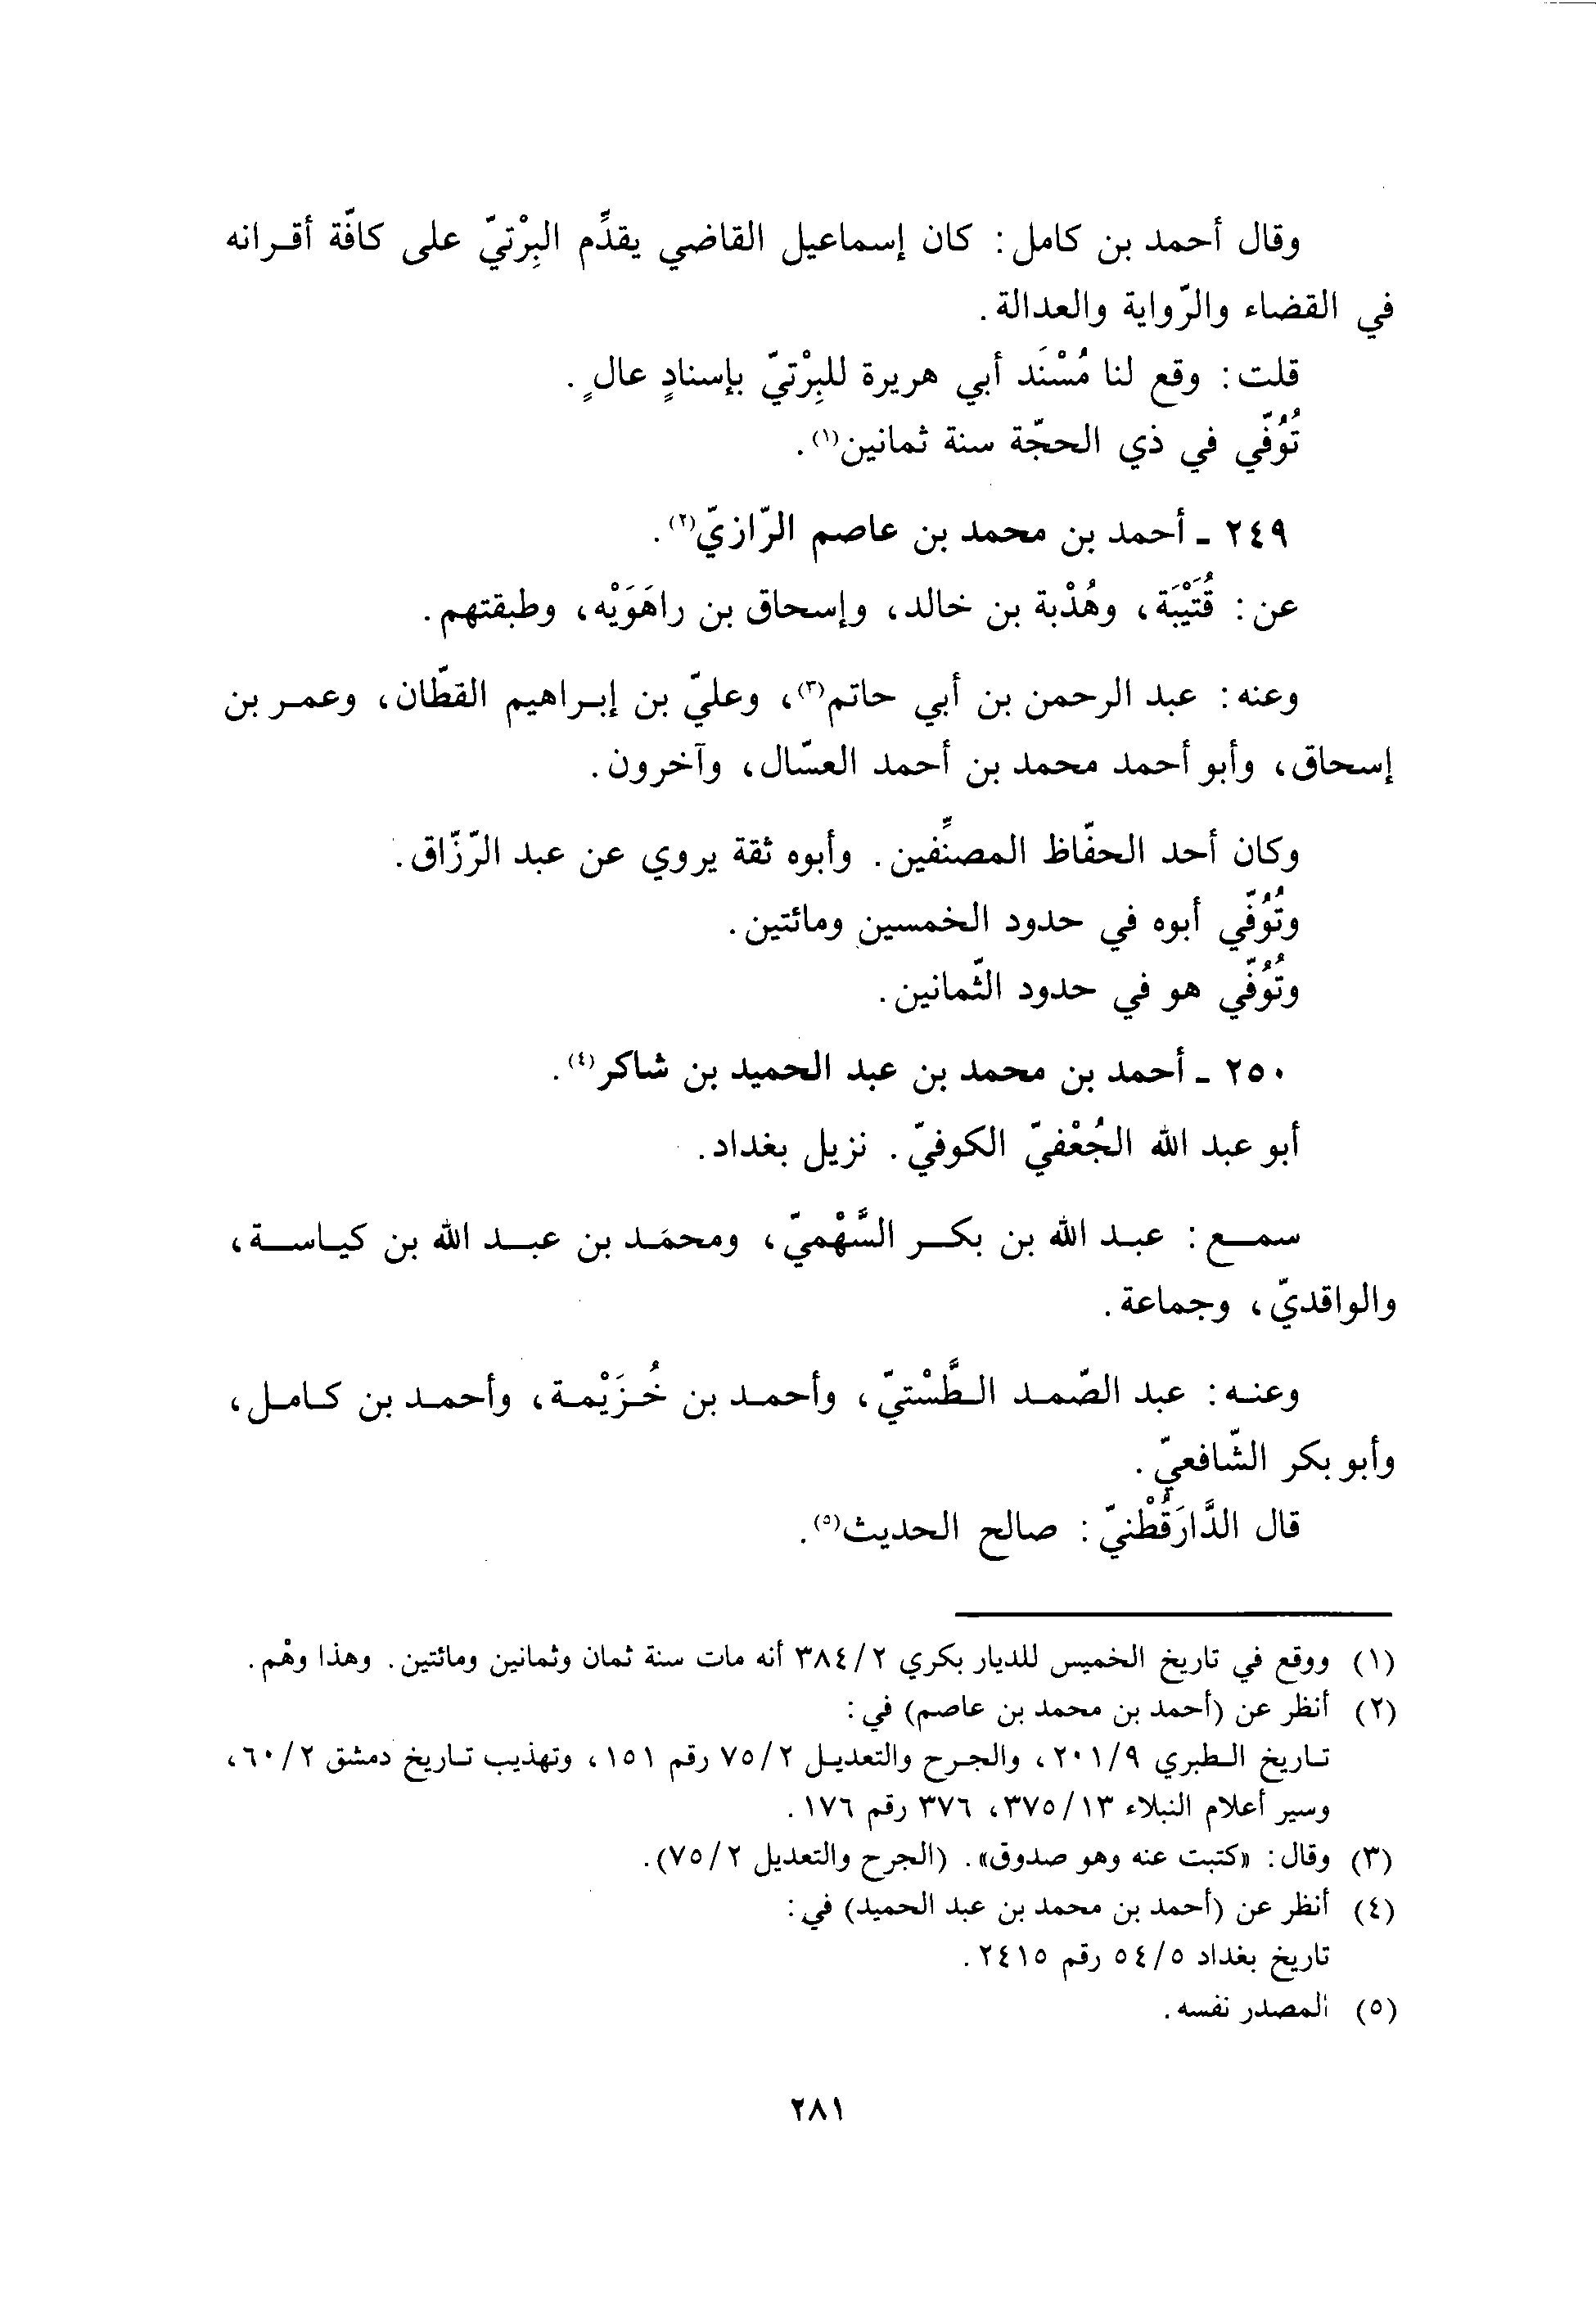 وقال أحمد بن كامل: كان إسماعيل القاضي يقدِّم البِرْتيّ على كافّة أقرانه
في القضاء والرّواية والعدالة.
قلت: وقع لنا مُسْنَد أبي هريرة للبِرْتيّ بإسنادٍ عالٍ.
تُوُفّي في ذي الحجّة سنة ثمانين(١).
٢٤٩ ـ أحمد بن محمد بن عاصم الرّازيّ(٢).
عن: قُتَيْبَة، وهُدْبة بن خالد، وإسحاق بن راهَوَيْه، وطبقتهم.
وعنه: عبد الرحمن بن أبي حاتم(٣)، وعليّ بن إبراهيم القطّان، وعمر بن
إسحاق، وأبو أحمد محمد بن أحمد العسّال، وآخرون.
وكان أحد الحفّاظ المصنِّفين. وأبوه ثقة يروي عن عبد الرّزّاق.
وتُوُفّي أبوه في حدود الخمسين ومائتين.
وتُوُفّي هو في حدود الثّمانين.
٢٥٠ ـ أحمد بن محمد بن عبد الحميد بن شاكر(٤).
أبو عبد الله الجُعْفيّ الكوفيّ. نزيل بغداد.
سمع: عبد الله بن بكر السَّهْميّ، ومحمَد بن عبد الله بن كياسة،
والواقديّ، وجماعة.
وعنه: عبد الصّمد الطَّسْتيّ، وأحمد بن خُزَيْمة، وأحمد بن كامل،
وأبو بكر الشّافعيّ.
قال الدَّارَقُطْنيّ: صالح الحديث(٥).
(١) ووقع في تاريخ الخميس للديار بكري ٣٨٤/٢ أنه مات سنة ثمان وثمانين ومائتين. وهذا وهْم.
(٢) أنظر عن (أحمد بن محمد بن عاصم) في:
تاريخ الطبري ٢٠١/٩، والجرح والتعديل ٧٥/٢ رقم ١٥١، وتهذيب تاريخ دمشق ٦٠/٢،
وسير أعلام النبلاء ٣٧٥/١٣، ٣٧٦ رقم ١٧٦.
(٣) وقال: «كتبت عنه وهو صدوق». (الجرح والتعديل ٧٥/٢).
(٤) أنظر عن (أحمد بن محمد بن عبد الحميد) في:
تاريخ بغداد ٥٤/٥ رقم ٢٤١٥.
(٥) المصدر نفسه.
٢٨١